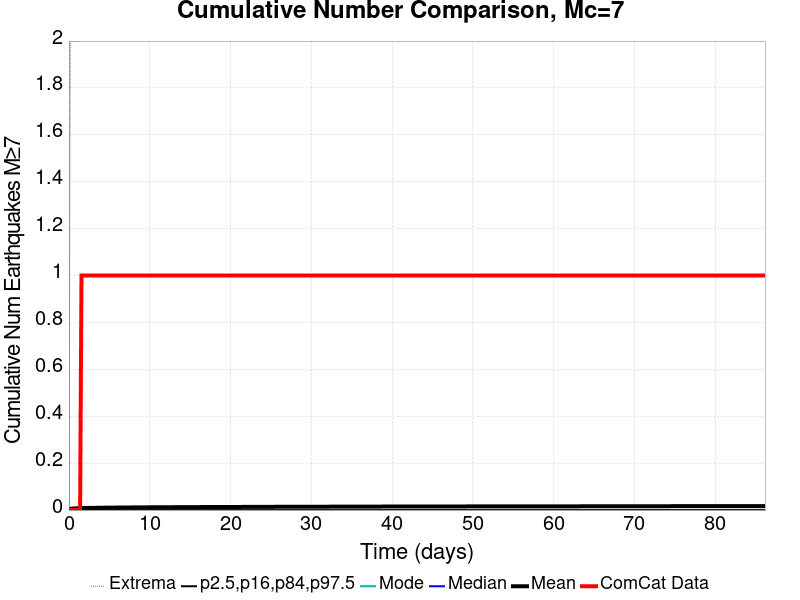 Cumulative Number Comparison, Mc=7
Cumulative Num Earthquakes M≥7
2
1.8
1.6
1.4
1.2
1
0.8
0.6
0.4
0.2
0
0 10 20 30 40 50 60 70 80
Time (days)
Extrema p2.5,p16,p84,p97.5 Mode Median Mean ComCat Data